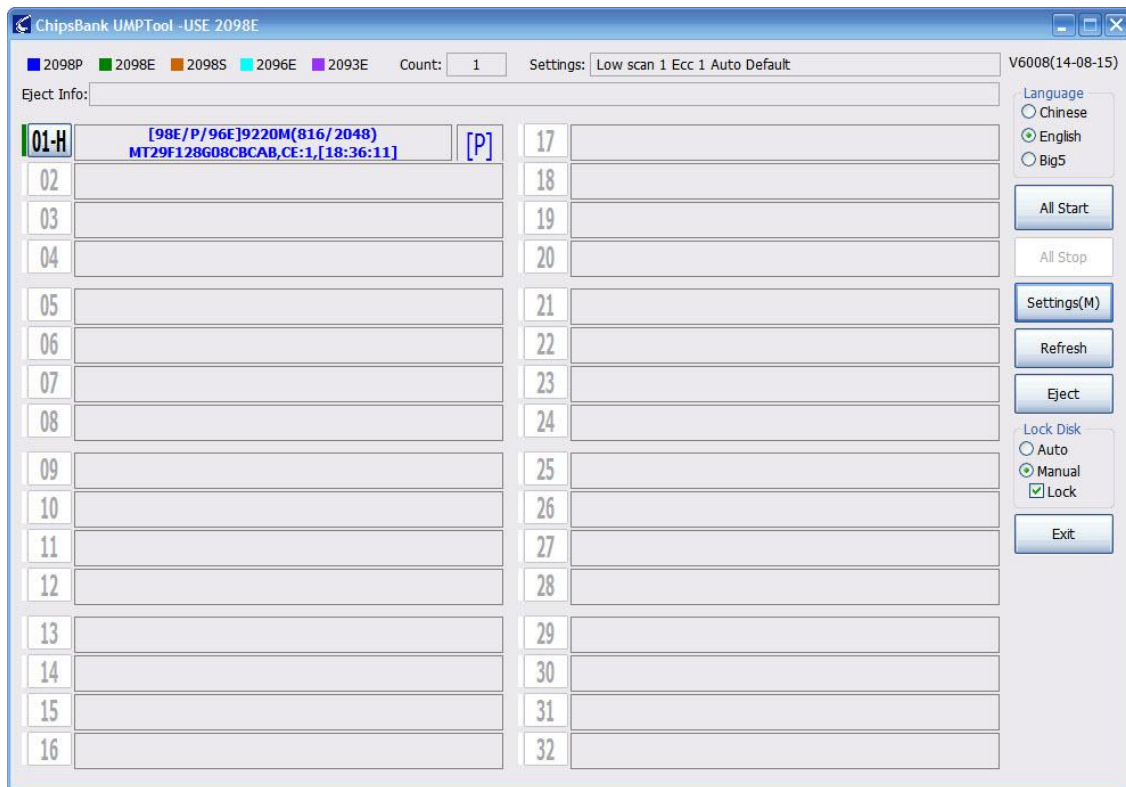 ChipsBank UMPTool -USE 2098E
2098P 2098E 2098S 2096E 2093E Count: 1 Settings: Low scan 1 Ecc 1 Auto Default V6008(14-08-15)
Eject Info:
01-H [98E/P/96E]9220M(816/2048)
MT29F128G08CBCAB,CE:1,[18:36:11] [P]
02
03
04
05
06
07
08
09
10
11
12
13
14
15
16
17
18
19
20
21
22
23
24
25
26
27
28
29
30
31
32
Language
Chinese
English
Big5
All Start
All Stop
Settings(M)
Refresh
Eject
Lock Disk
Auto
Manual
Lock
Exit